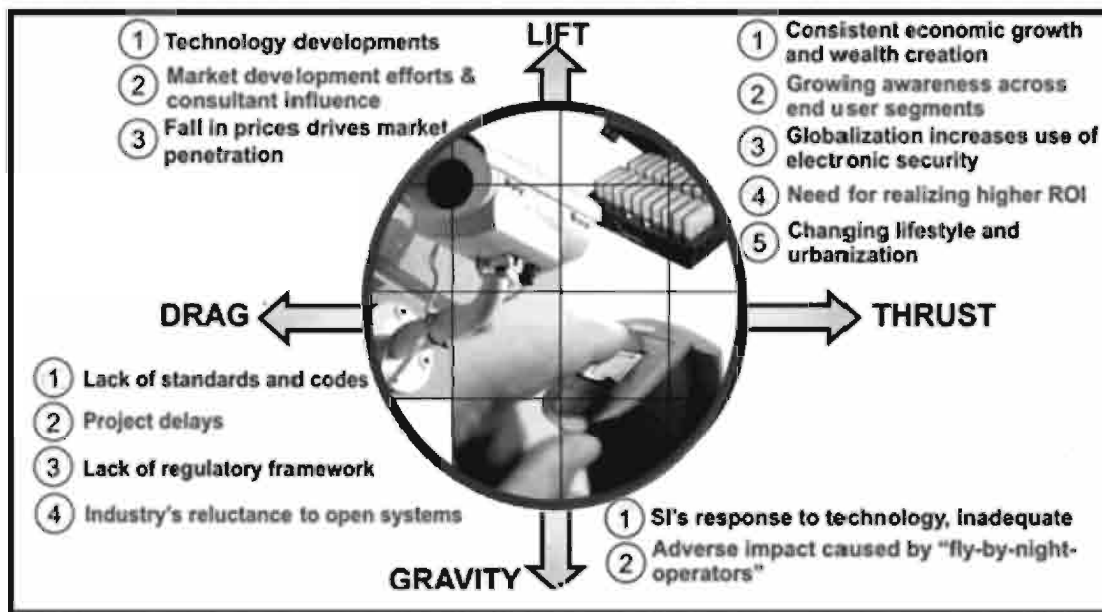 LIFT
1 Technology developments
2 Market development efforts &
consultant influence
3 Fall in prices drives market
penetration
1 Consistent economic growth
and wealth creation
2 Growing awareness across
end user segments
3 Globalization increases use of
electronic security
4 Need for realizing higher ROI
5 Changing lifestyle and
urbanization
DRAG
THRUST
1 Lack of standards and codes
2 Project delays
3 Lack of regulatory framework
4 Industry's reluctance to open systems
GRAVITY
1 SI's response to technology, inadequate
2 Adverse impact caused by "fly-by-night-
operators"